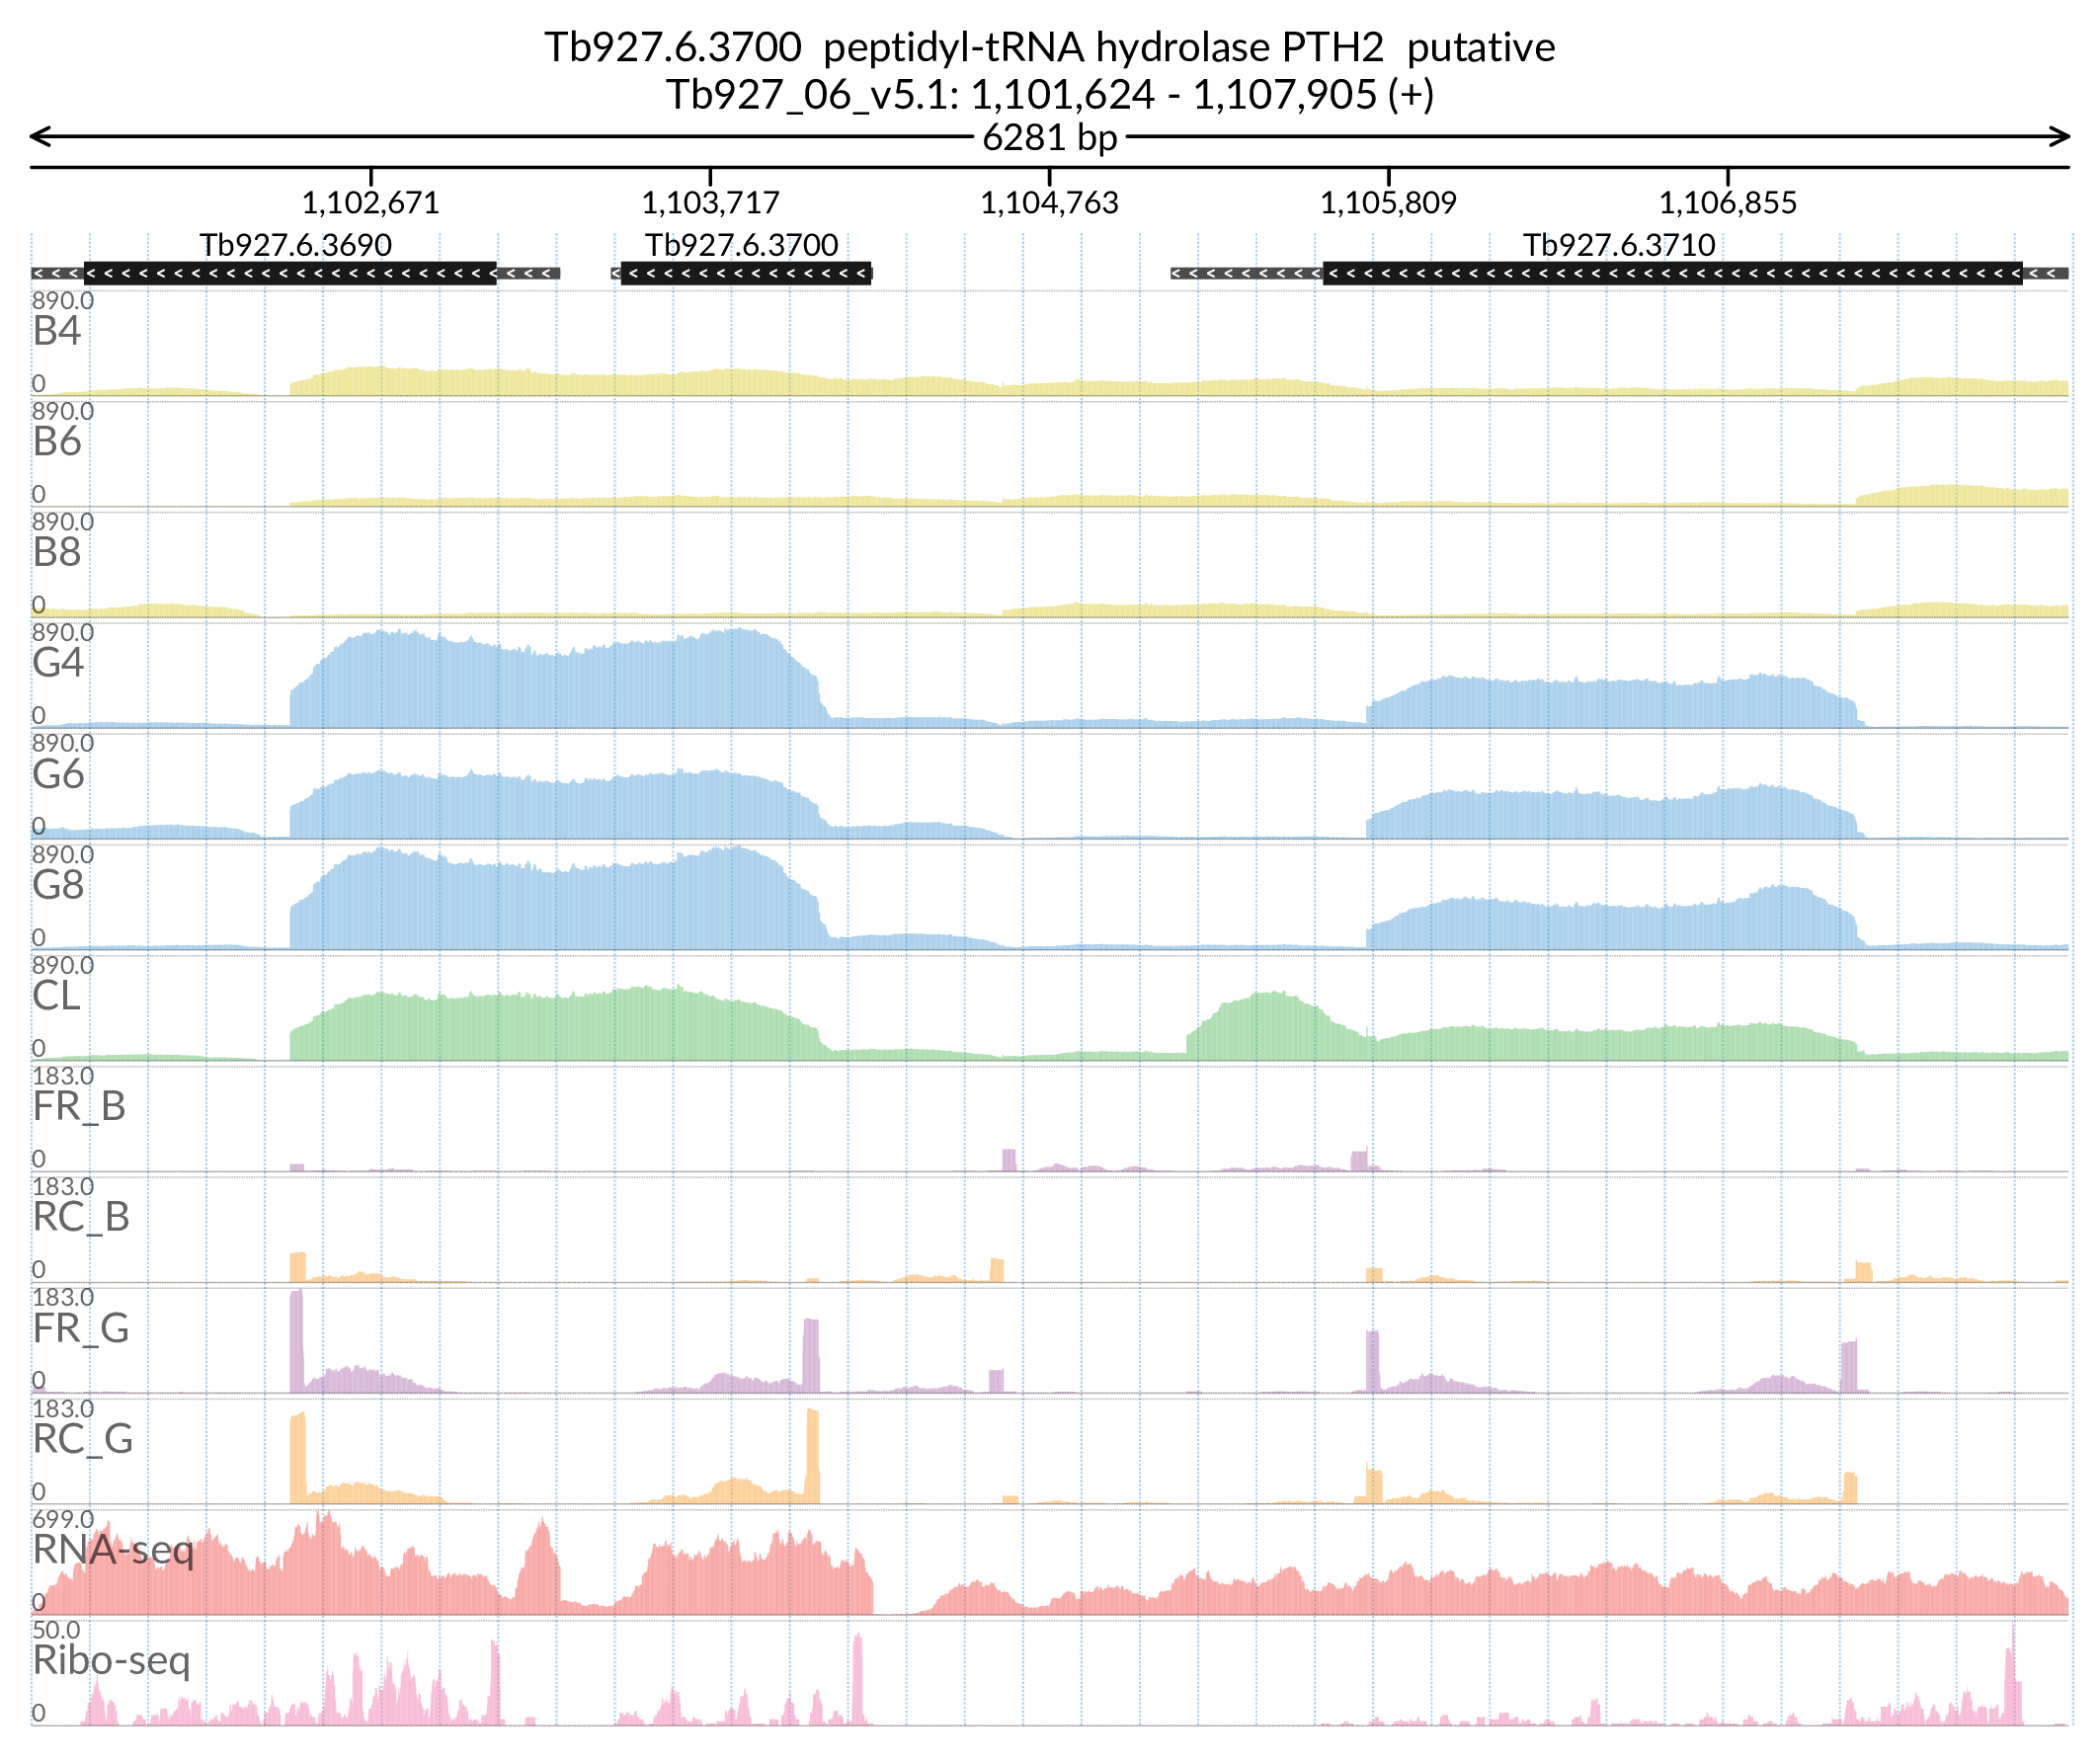 Tb927.6.3700 peptidyl-tRNA hydrolase PTH2 putative
Tb927_06_v5.1: 1,101,624 - 1,107,905 (+)
6281 bp
1,102,671 1,103,717 1,104,763 1,105,809 1,106,855
Tb927.6.3690 Tb927.6.3700 Tb927.6.3710
890.0
B4
0
890.0
B6
0
890.0
B8
0
890.0
G4
0
890.0
G6
0
890.0
G8
0
890.0
CL
0
183.0
FR_B
0
183.0
RC_B
0
183.0
FR_G
0
183.0
RC_G
0
699.0
RNA-seq
0
50.0
Ribo-seq
0